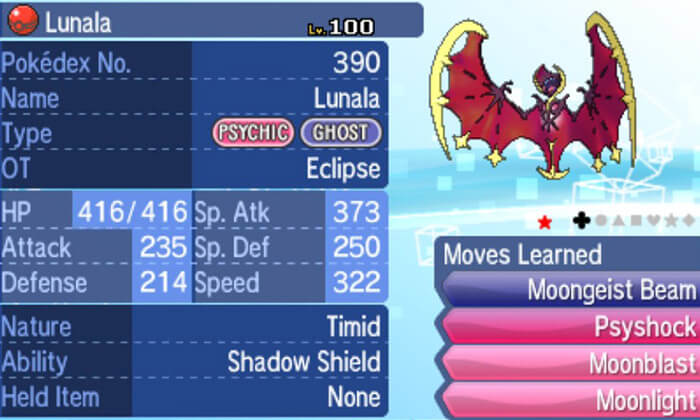 Lunala Lv.100
Pokédex No. 390
Name Lunala
Type PSYCHIC GHOST
OT Eclipse
HP 416/416 Sp. Atk 373
Attack 235 Sp. Def 250
Defense 214 Speed 322
Nature Timid
Ability Shadow Shield
Held Item None
Moves Learned
Moongeist Beam
Psyshock
Moonblast
Moonlight